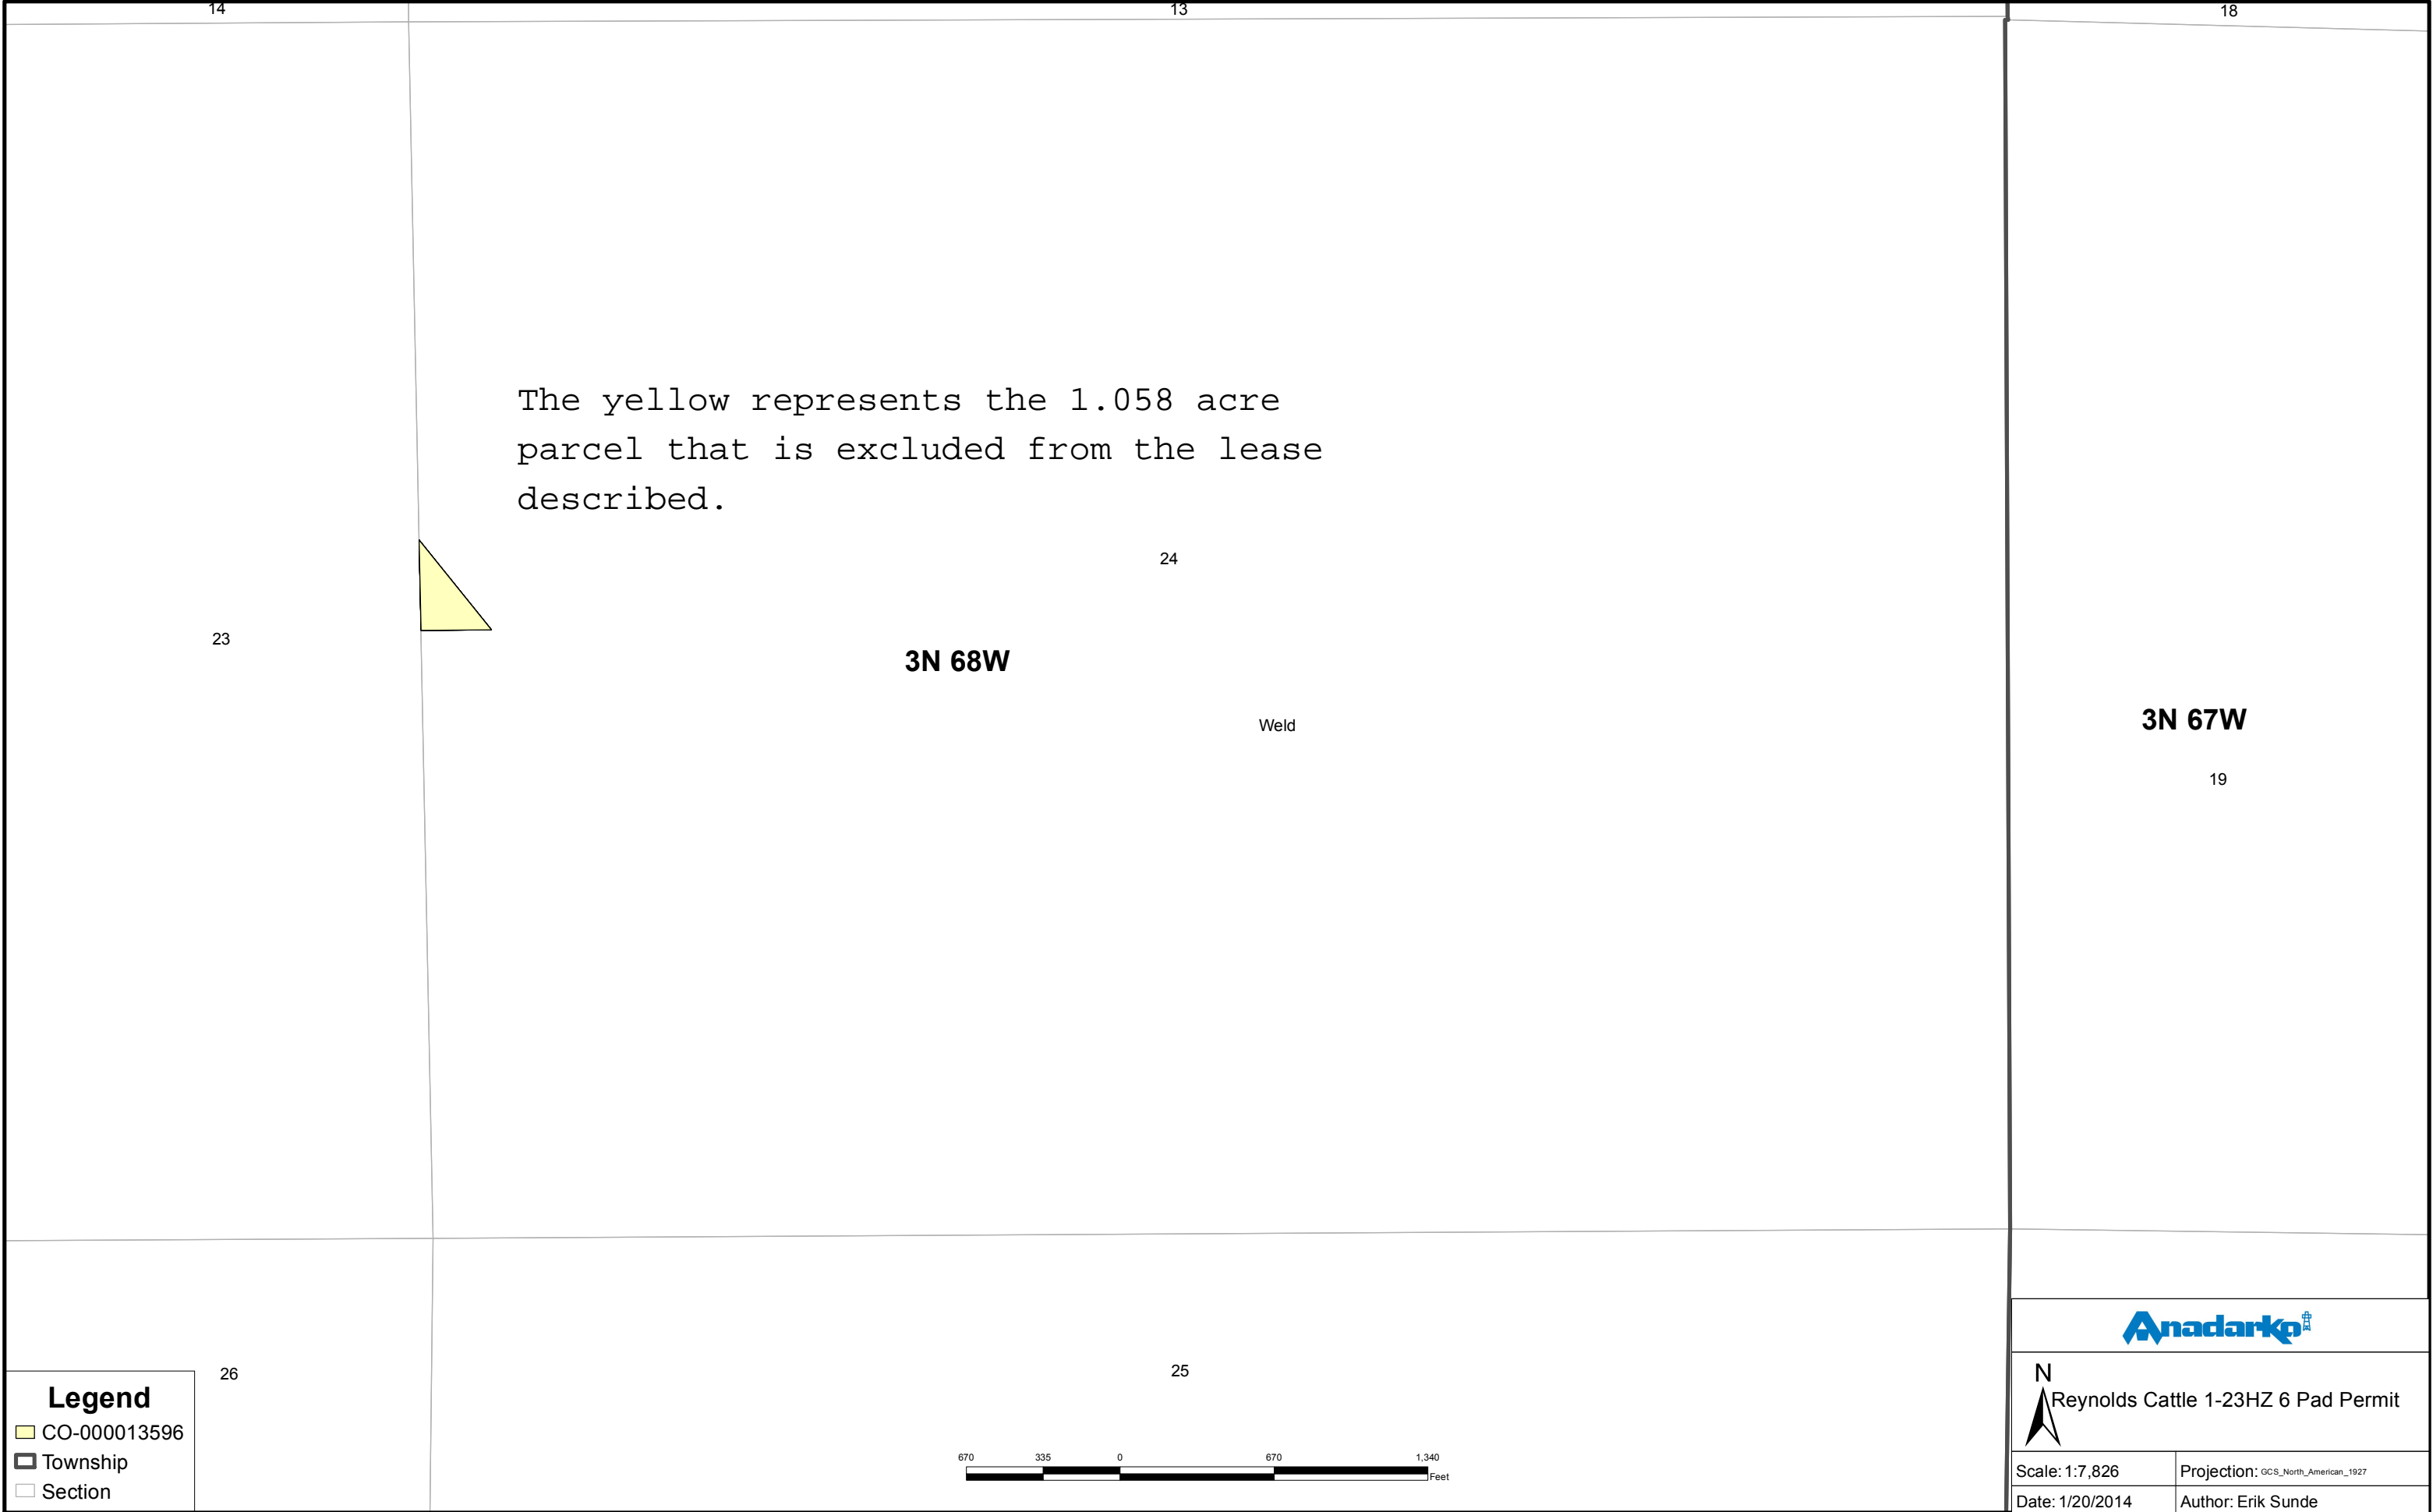 14
13
18
The yellow represents the 1.058 acre
parcel that is excluded from the lease
described.
24
23
3N 68W
3N 67W
Weld
19
26
25
Legend
CO-000013596
Township
Section
670 335 0 670 1,340
Feet
Anadarko
N
Reynolds Cattle 1-23HZ 6 Pad Permit
Scale: 1:7,826
Projection: GCS_North_American_1927
Date: 1/20/2014
Author: Erik Sunde